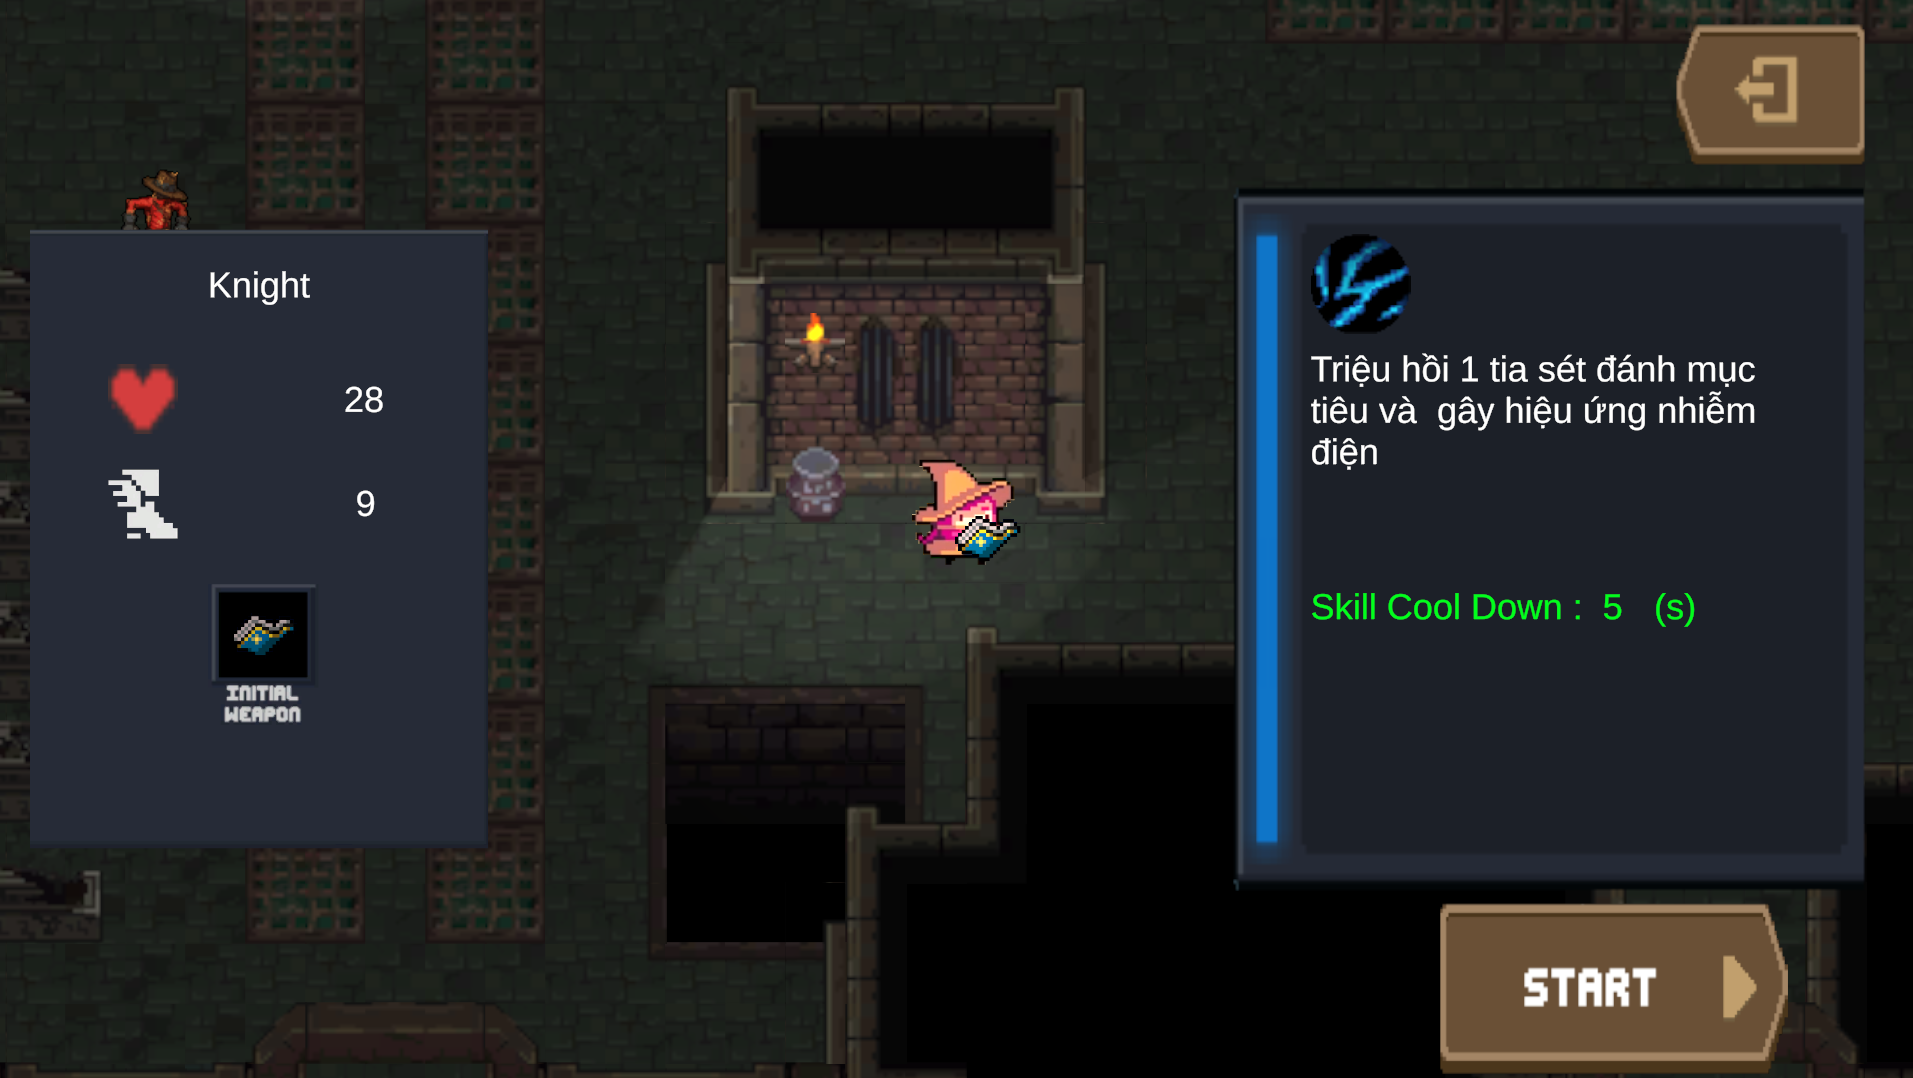 Knight
28
9
INITIAL
WEAPON
Triệu hồi 1 tia sét đánh mục
tiêu và  gây hiệu ứng nhiễm
điện
Skill Cool Down :  5   (s)
START